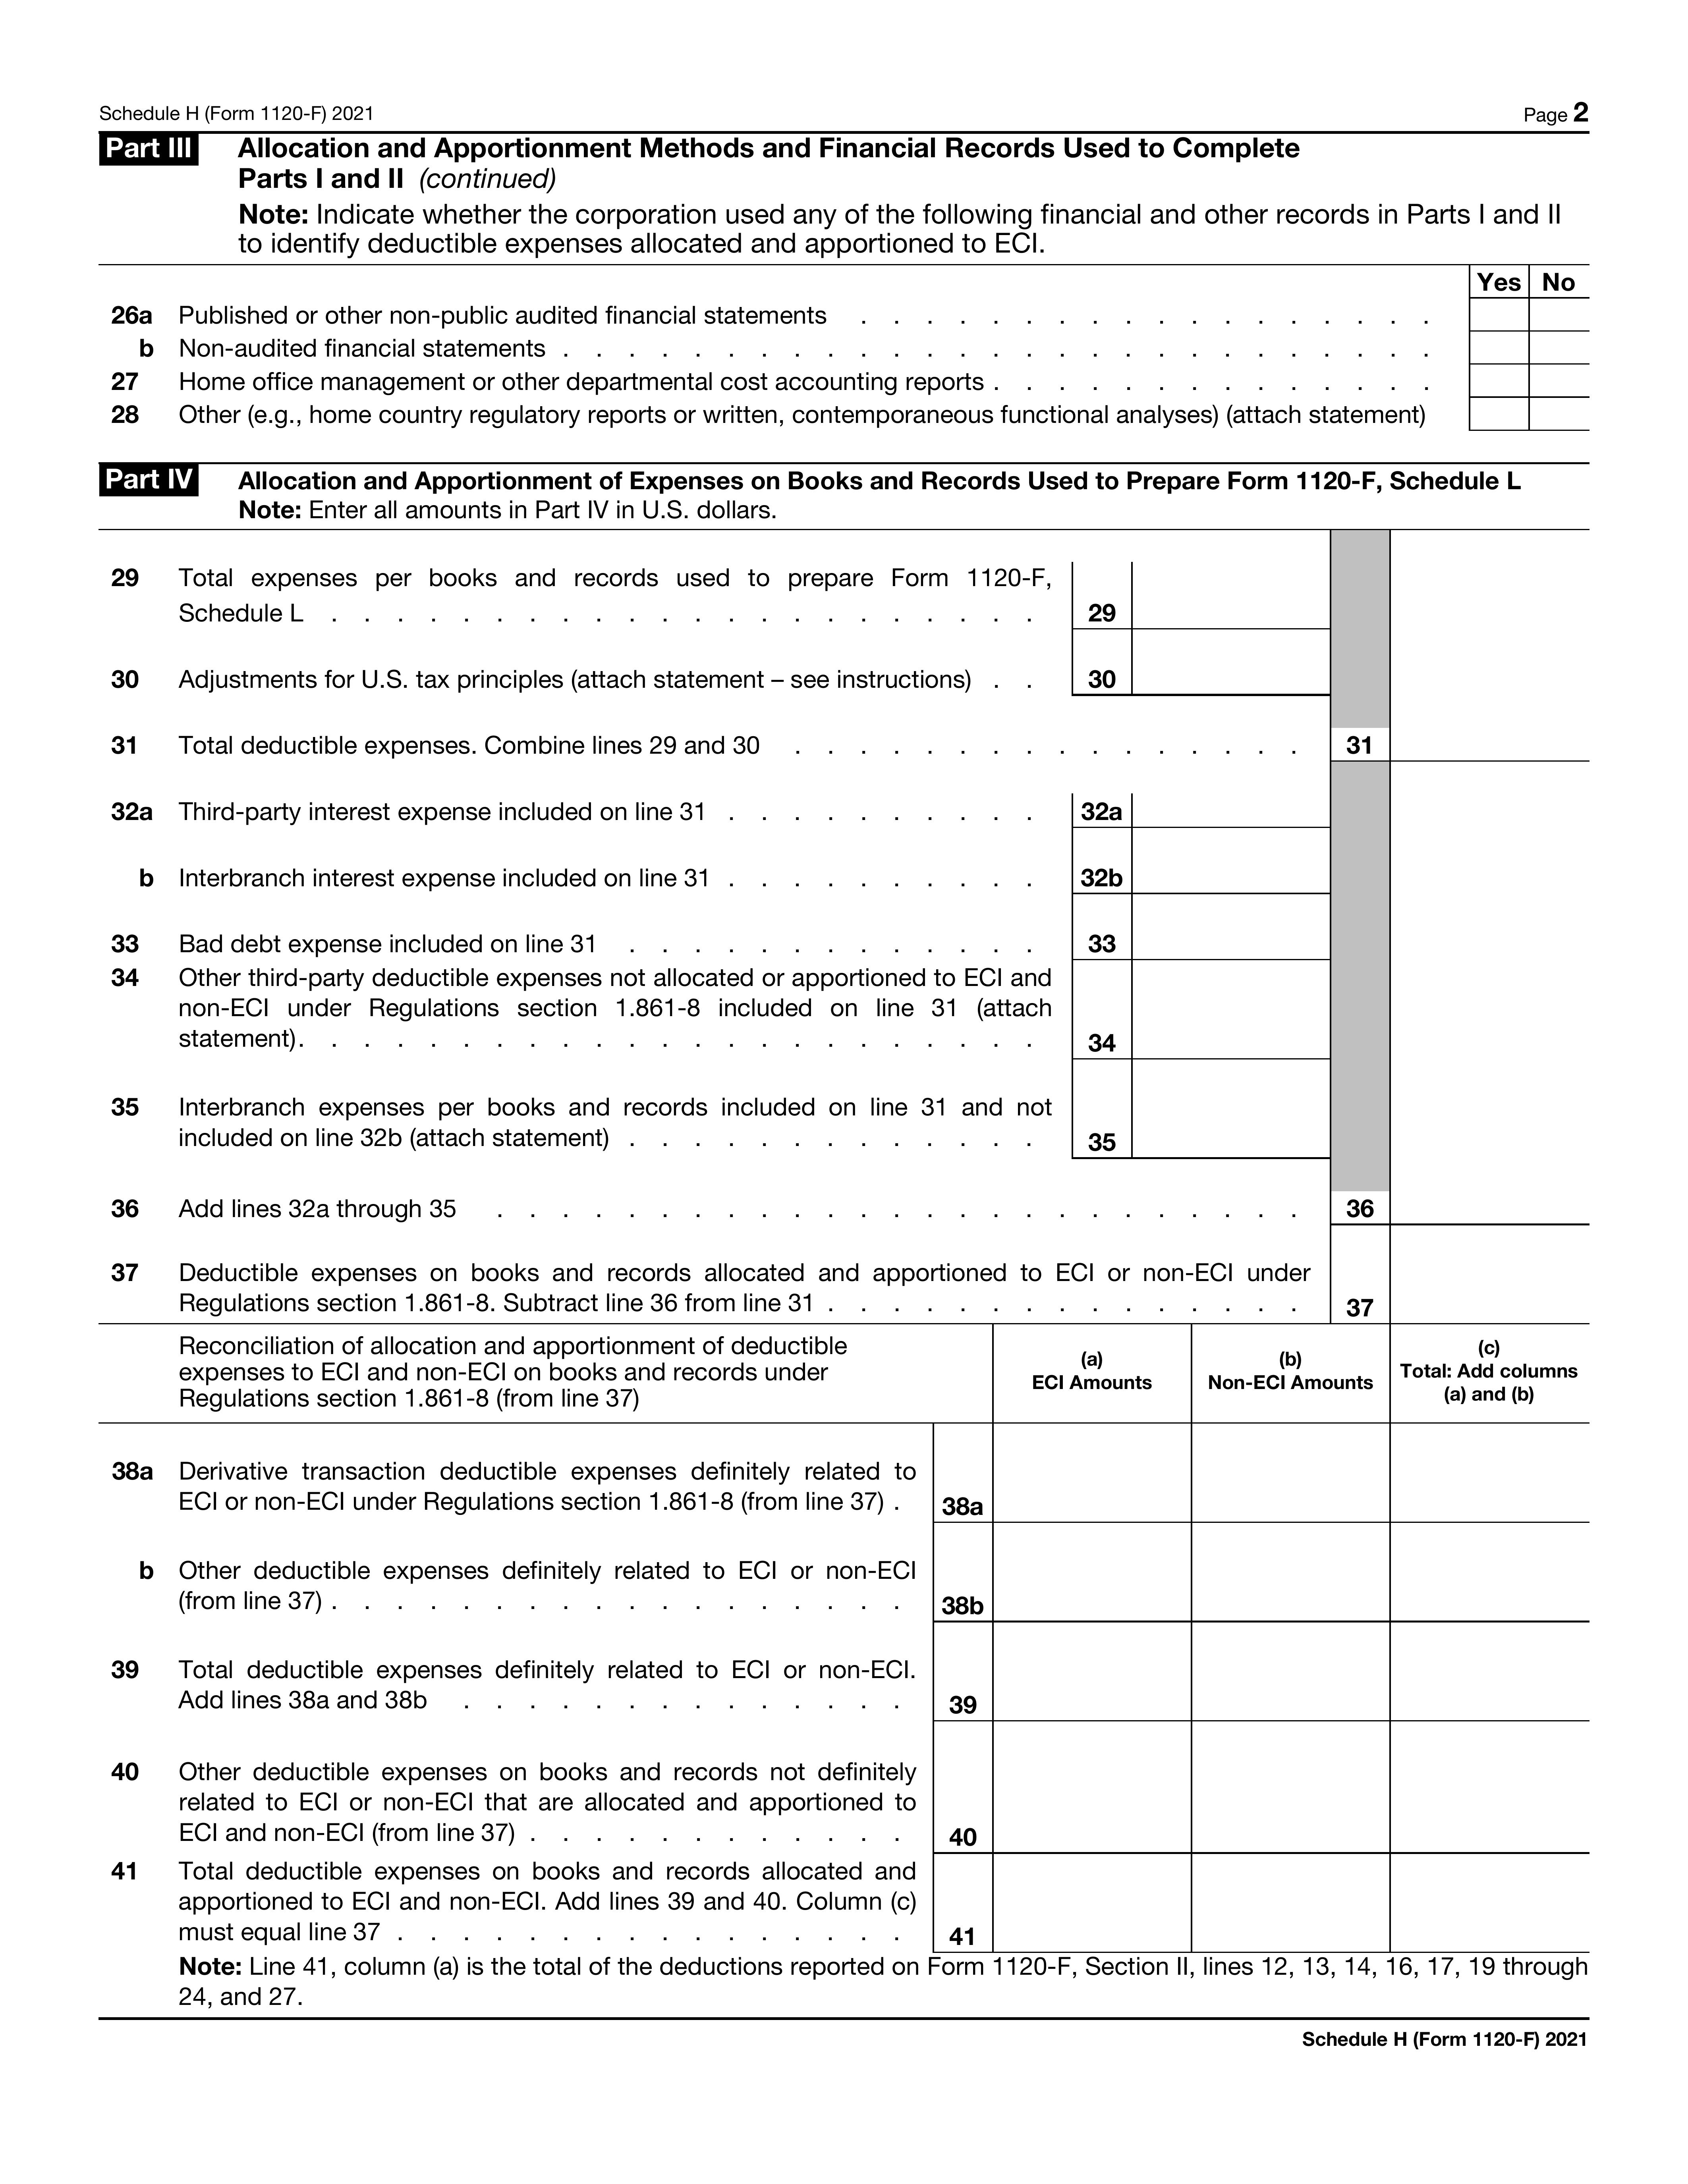 Schedule H (Form 1120-F) 2021 Page 2
Part III Allocation and Apportionment Methods and Financial Records Used to Complete
Parts I and II (continued)
Note: Indicate whether the corporation used any of the following financial and other records in Parts I and II
to identify deductible expenses allocated and apportioned to ECI.
Yes No
26a Published or other non-public audited financial statements . . . . . . . . . . . . . . . . . .
b Non-audited financial statements . . . . . . . . . . . . . . . . . . . . . . . . . . .
27 Home office management or other departmental cost accounting reports . . . . . . . . . . . . . .
28 Other (e.g., home country regulatory reports or written, contemporaneous functional analyses) (attach statement)
Part IV Allocation and Apportionment of Expenses on Books and Records Used to Prepare Form 1120-F, Schedule L
Note: Enter all amounts in Part IV in U.S. dollars.
29 Total expenses per books and records used to prepare Form 1120-F,
Schedule L . . . . . . . . . . . . . . . . . . . . . . 29
30 Adjustments for U.S. tax principles (attach statement – see instructions) . . 30
31 Total deductible expenses. Combine lines 29 and 30 . . . . . . . . . . . . . . . . 31
32a Third-party interest expense included on line 31 . . . . . . . . . . 32a
b Interbranch interest expense included on line 31 . . . . . . . . . . 32b
33 Bad debt expense included on line 31 . . . . . . . . . . . . . 33
34 Other third-party deductible expenses not allocated or apportioned to ECI and
non-ECI under Regulations section 1.861-8 included on line 31 (attach
statement). . . . . . . . . . . . . . . . . . . . . . . 34
35 Interbranch expenses per books and records included on line 31 and not
included on line 32b (attach statement) . . . . . . . . . . . . . 35
36 Add lines 32a through 35 . . . . . . . . . . . . . . . . . . . . . . . . . 36
37 Deductible expenses on books and records allocated and apportioned to ECI or non-ECI under
Regulations section 1.861-8. Subtract line 36 from line 31 . . . . . . . . . . . . . . . 37
Reconciliation of allocation and apportionment of deductible
expenses to ECI and non-ECI on books and records under
Regulations section 1.861-8 (from line 37)
(a)
ECI Amounts
(b)
Non-ECI Amounts
(c)
Total: Add columns
(a) and (b)
38a Derivative transaction deductible expenses definitely related to
ECI or non-ECI under Regulations section 1.861-8 (from line 37) . 38a
b Other deductible expenses definitely related to ECI or non-ECI
(from line 37) . . . . . . . . . . . . . . . . . . 38b
39 Total deductible expenses definitely related to ECI or non-ECI.
Add lines 38a and 38b . . . . . . . . . . . . . . 39
40 Other deductible expenses on books and records not definitely
related to ECI or non-ECI that are allocated and apportioned to
ECI and non-ECI (from line 37) . . . . . . . . . . . . 40
41 Total deductible expenses on books and records allocated and
apportioned to ECI and non-ECI. Add lines 39 and 40. Column (c)
must equal line 37 . . . . . . . . . . . . . . . . 41
Note: Line 41, column (a) is the total of the deductions reported on Form 1120-F, Section II, lines 12, 13, 14, 16, 17, 19 through
24, and 27.
Schedule H (Form 1120-F) 2021